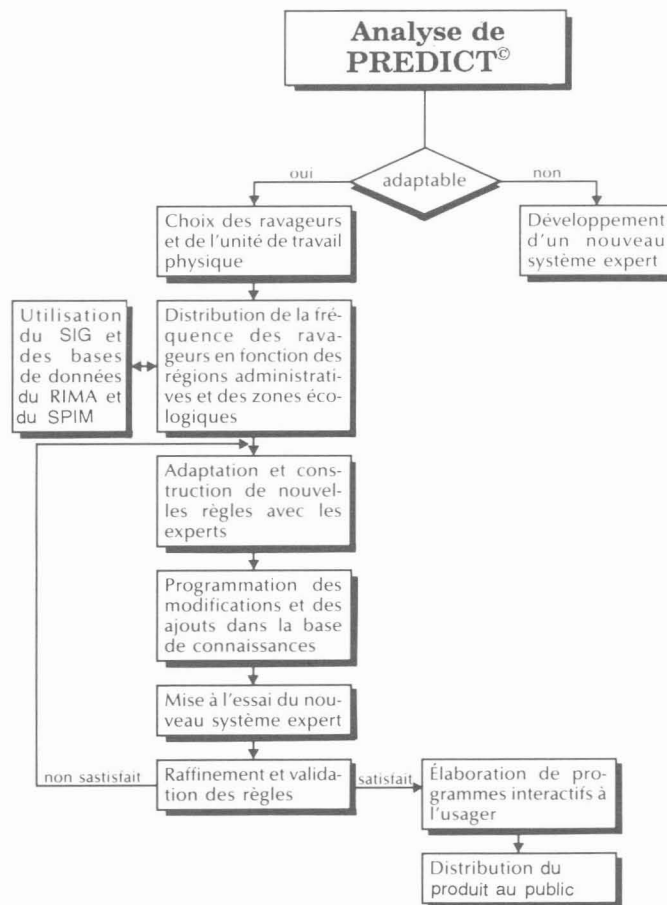 Analyse de
PREDICT©
oui
adaptable
non
Choix des ravageurs
et de l'unité de travail
physique
Développement
d'un nouveau
système expert
Utilisation
du SIG et
des bases
de données
du RIMA et
du SPIM
Distribution de la fré-
quence des rava-
geurs en fonction des
régions administrati-
ves et des zones éco-
logiques
Adaptation et cons-
truction de nouvel-
les règles avec les
experts
Programmation des
modifications et des
ajouts dans la base
de connaissances
Mise à l'essai du nou-
veau système expert
non sastisfait
Raffinement et valida-
tion des règles
satisfait
Élaboration de pro-
grammes interactifs à
l'usager
Distribution du
produit au public